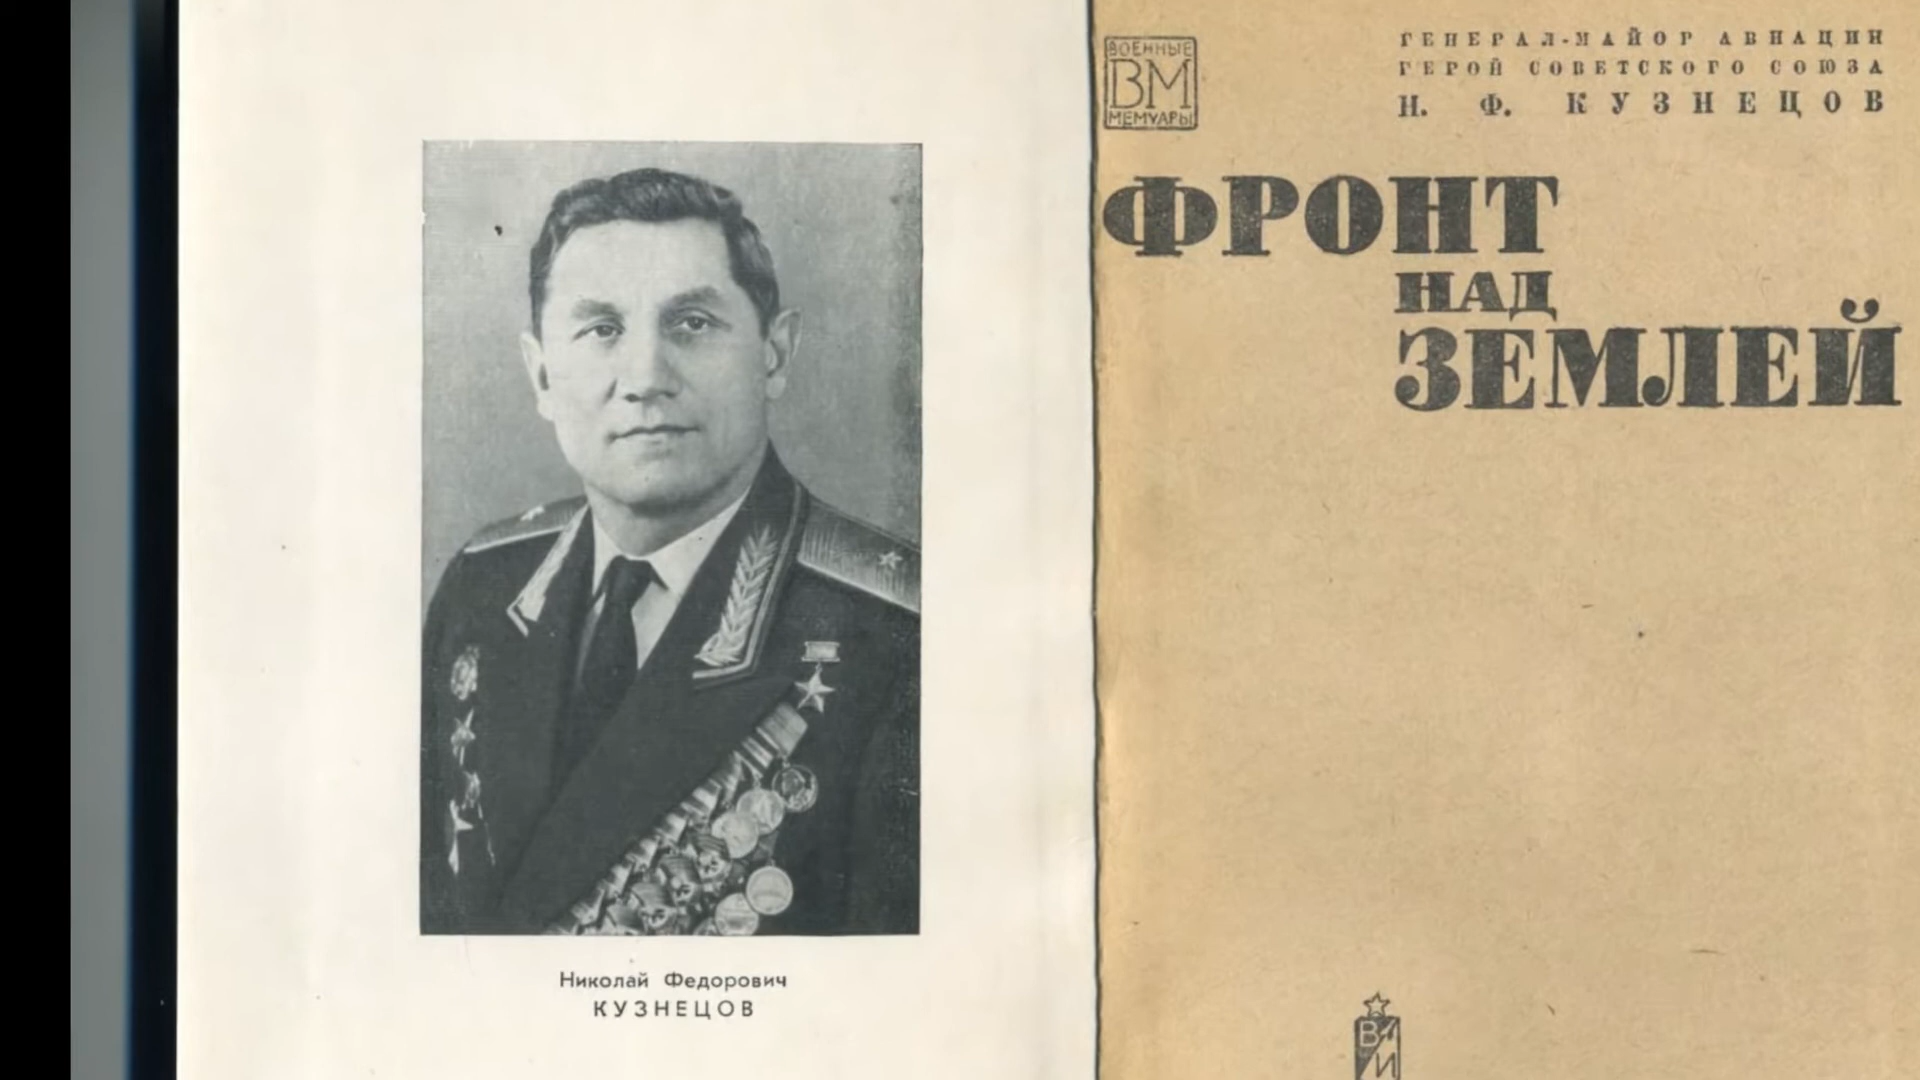 Николай Федорович
КУЗНЕЦОВ
ВОЕННЫЕ
ВМ
МЕМУАРЫ
ГЕНЕРАЛ-МАЙОР АВИАЦИИ
ГЕРОЙ СОВЕТСКОГО СОЮЗА
Н. Ф. КУЗНЕЦОВ
ФРОНТ
НАД
ЗЕМЛЕЙ
В
И